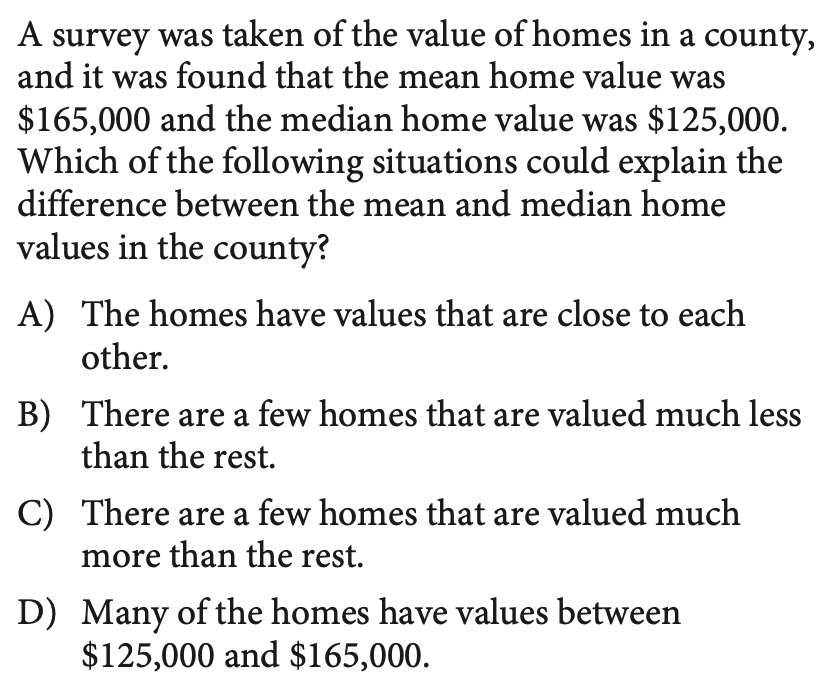 A survey was taken of the value of homes in a county,
and it was found that the mean home value was
$165,000 and the median home value was $125,000.
Which of the following situations could explain the
difference between the mean and median home
values in the county?
A) The homes have values that are close to each
other.
B) There are a few homes that are valued much less
than the rest.
C) There are a few homes that are valued much
more than the rest.
D) Many of the homes have values between
$125,000 and $165,000.